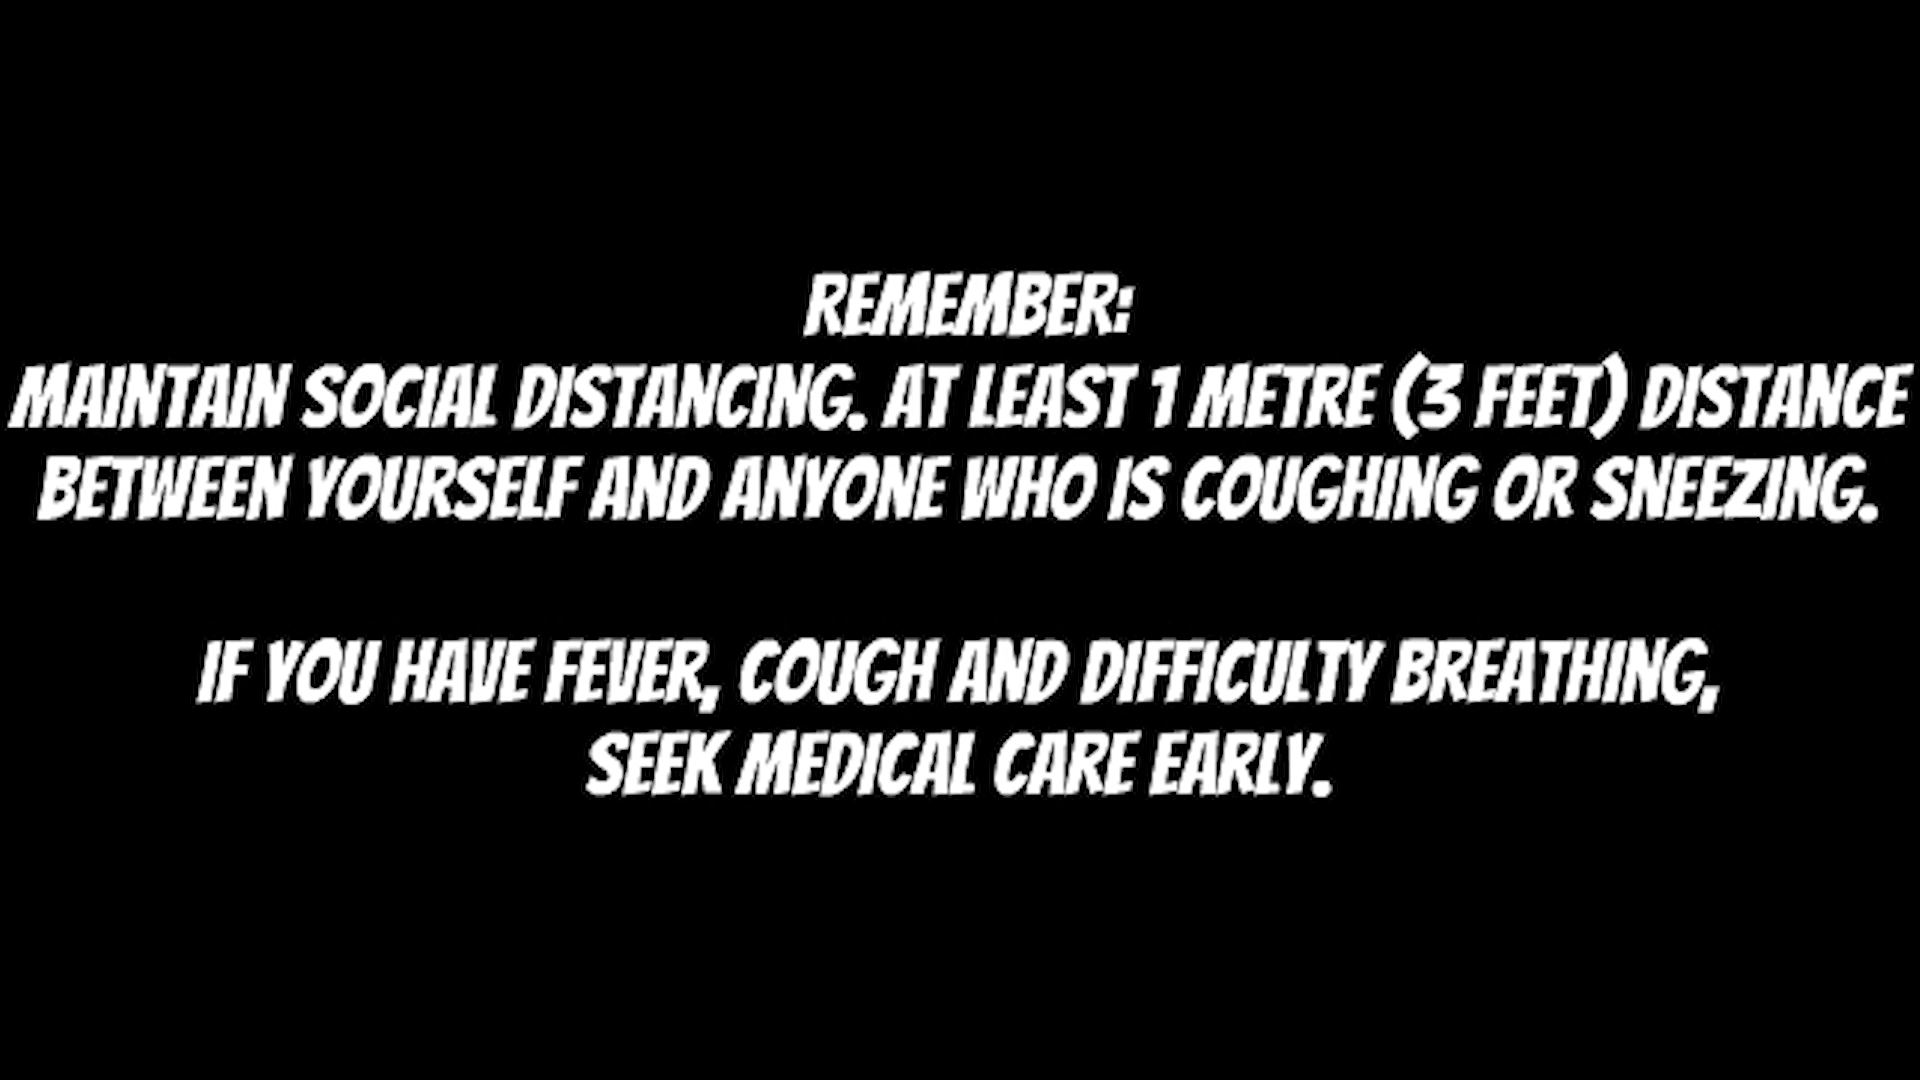 REMEMBER:
MAINTAIN SOCIAL DISTANCING. AT LEAST 1 METRE (3 FEET) DISTANCE
BETWEEN YOURSELF AND ANYONE WHO IS COUGHING OR SNEEZING.
IF YOU HAVE FEVER, COUGH AND DIFFICULTY BREATHING,
SEEK MEDICAL CARE EARLY.